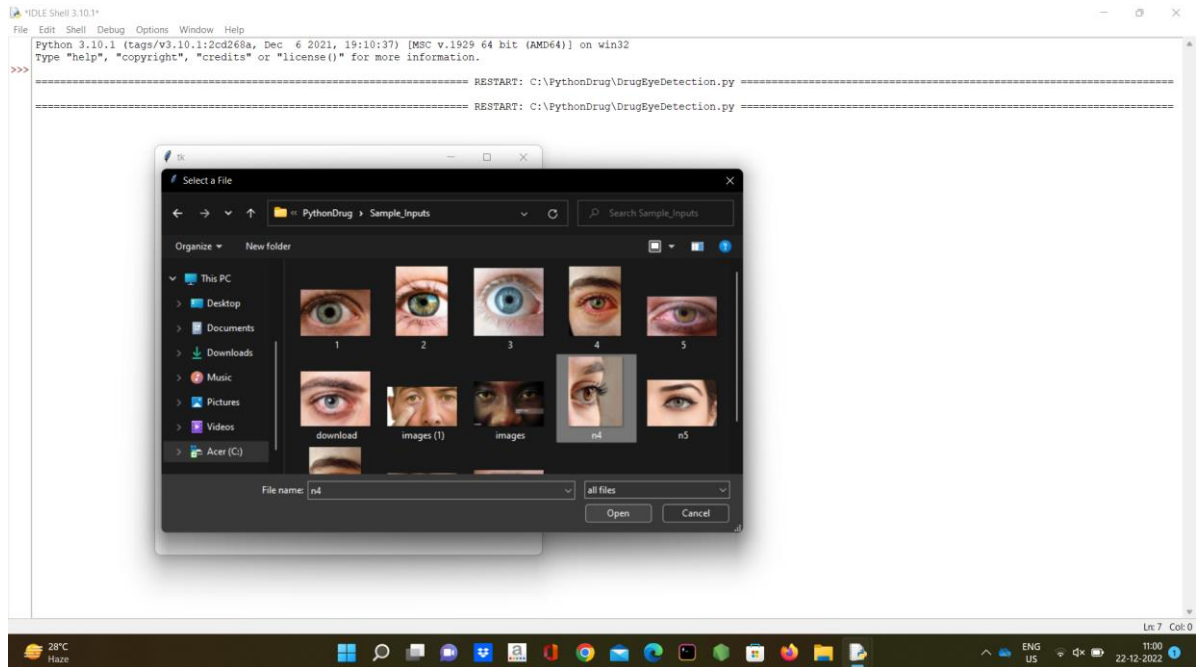 *IDLE Shell 3.10.1*
File Edit Shell Debug Options Window Help
Python 3.10.1 (tags/v3.10.1:2cd268a, Dec  6 2021, 19:10:37) [MSC v.1929 64 bit (AMD64)] on win32
Type "help", "copyright", "credits" or "license()" for more information.
>>>
= RESTART: C:\PythonDrug\DrugEyeDetection.py =
= RESTART: C:\PythonDrug\DrugEyeDetection.py =
tk
Select a File
« PythonDrug › Sample_Inputs
Search Sample_Inputs
Organize New folder
This PC
Desktop
Documents
Downloads
Music
Pictures
Videos
Acer (C:)
1 2 3 4 5
download images (1) images n4 n5
File name: n4 all files
Open Cancel
Ln: 7 Col: 0
28°C
Haze
ENG
US
11:00
22-12-2022
1